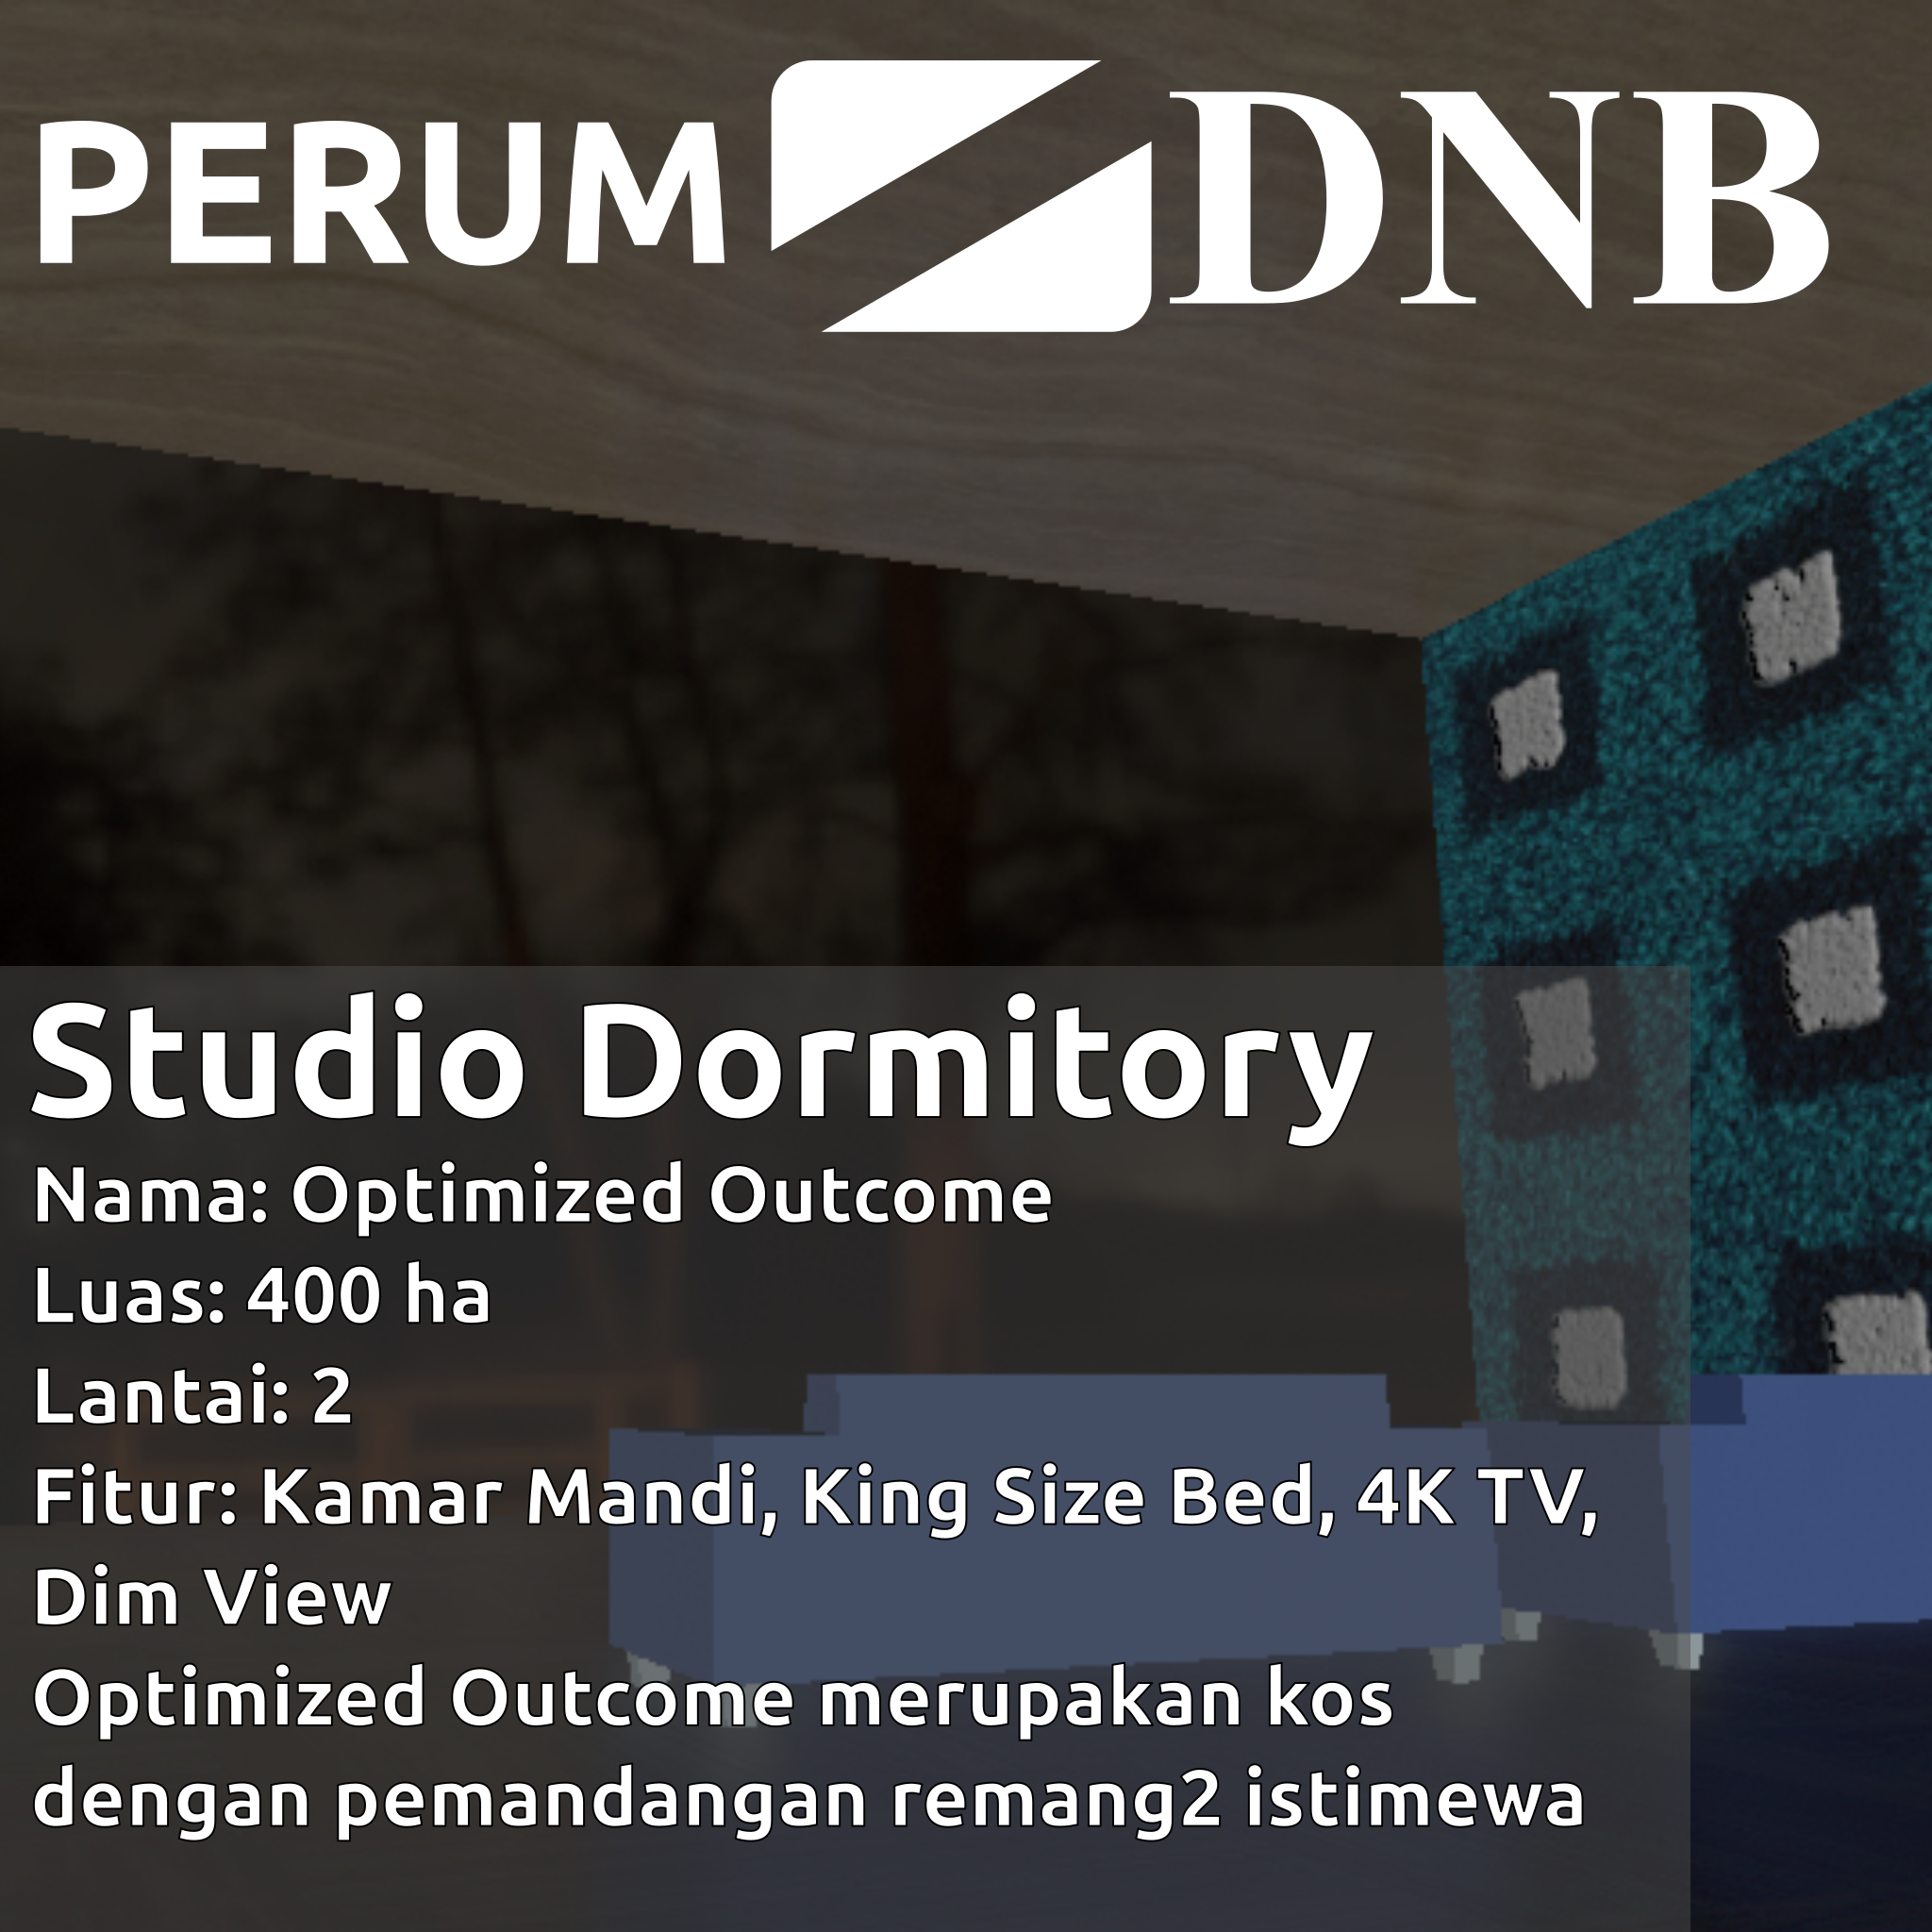 PERUM DNB
Studio Dormitory
Nama: Optimized Outcome
Luas: 400 ha
Lantai: 2
Fitur: Kamar Mandi, King Size Bed, 4K TV,
Dim View
Optimized Outcome merupakan kos
dengan pemandangan remang2 istimewa